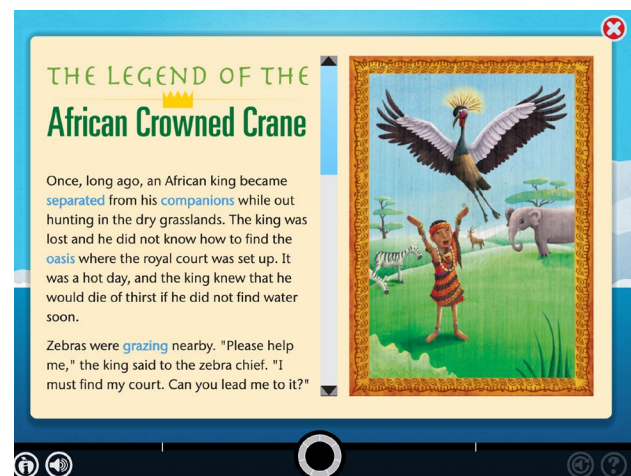 THE LEGEND OF THE
African Crowned Crane
Once, long ago, an African king became
separated from his companions while out
hunting in the dry grasslands. The king was
lost and he did not know how to find the
oasis where the royal court was set up. It
was a hot day, and the king knew that he
would die of thirst if he did not find water
soon.
Zebras were grazing nearby. "Please help
me," the king said to the zebra chief. "I
must find my court. Can you lead me to it?"